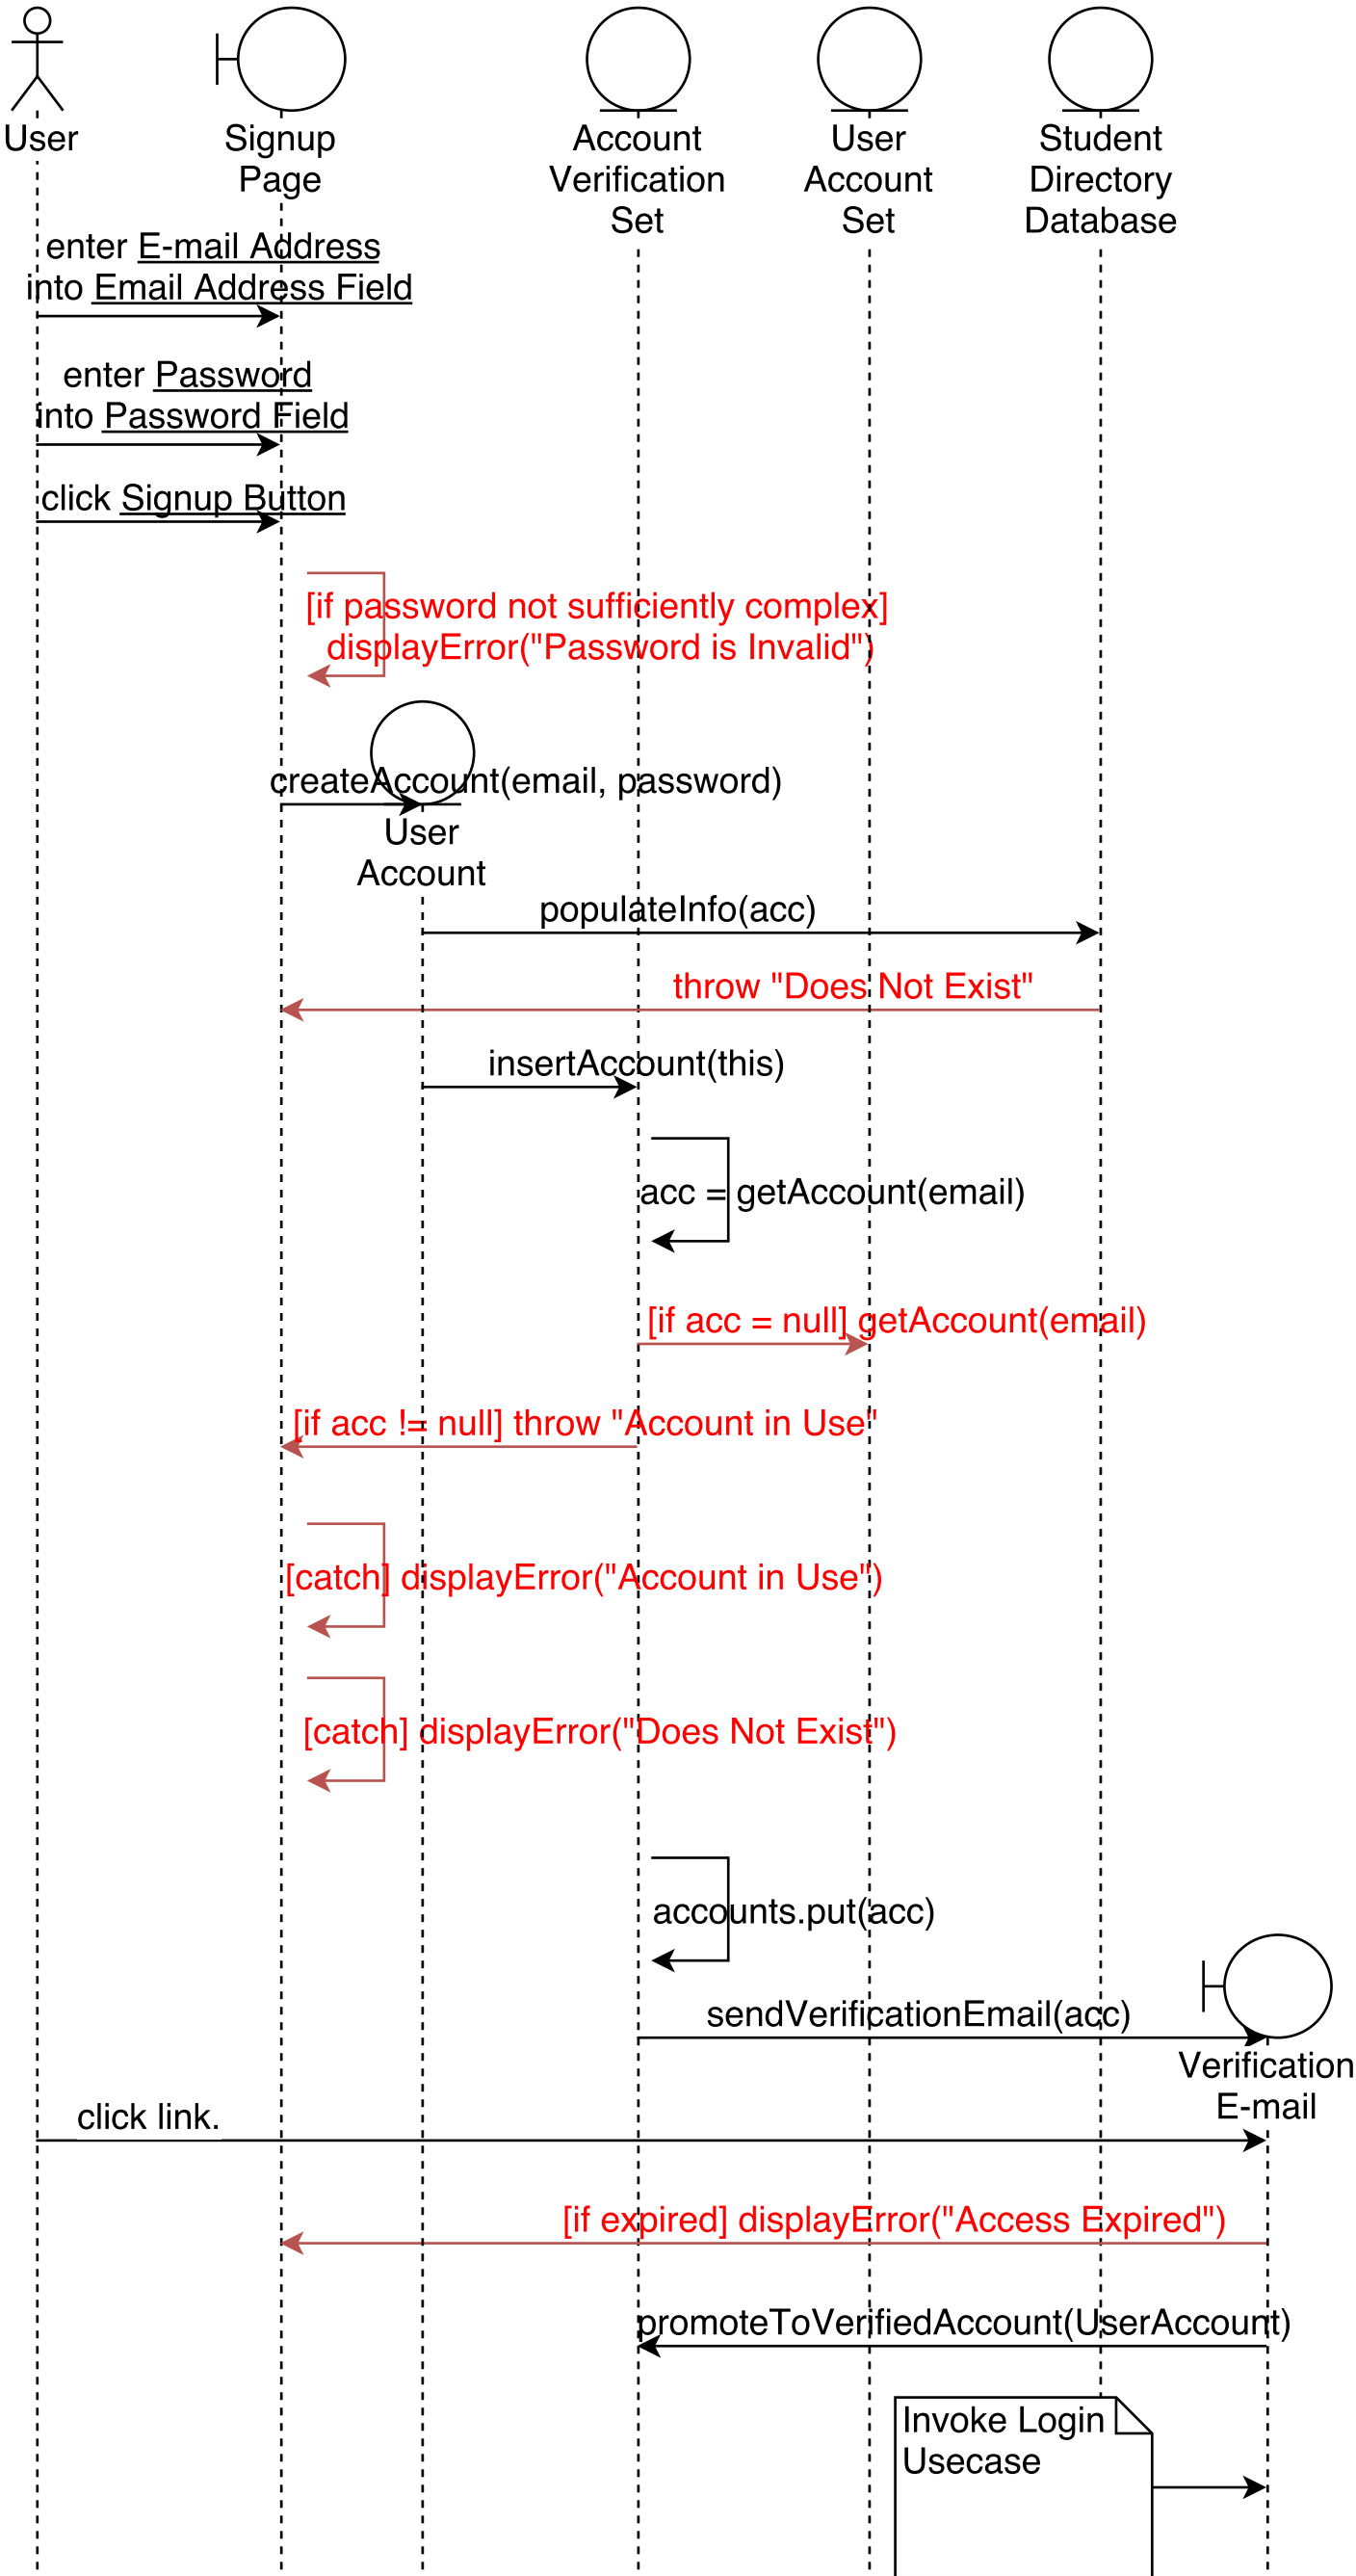 User
Signup
Page
Account
Verification
Set
User
Account
Set
Student
Directory
Database
enter E-mail Address
into Email Address Field
enter Password
into Password Field
click Signup Button
[if password not sufficiently complex]
displayError("Password is Invalid")
createAccount(email, password)
User
Account
populateInfo(acc)
throw "Does Not Exist"
insertAccount(this)
acc = getAccount(email)
[if acc = null] getAccount(email)
[if acc != null] throw "Account in Use"
[catch] displayError("Account in Use")
[catch] displayError("Does Not Exist")
accounts.put(acc)
sendVerificationEmail(acc)
Verification
E-mail
click link.
[if expired] displayError("Access Expired")
promoteToVerifiedAccount(UserAccount)
Invoke Login
Usecase